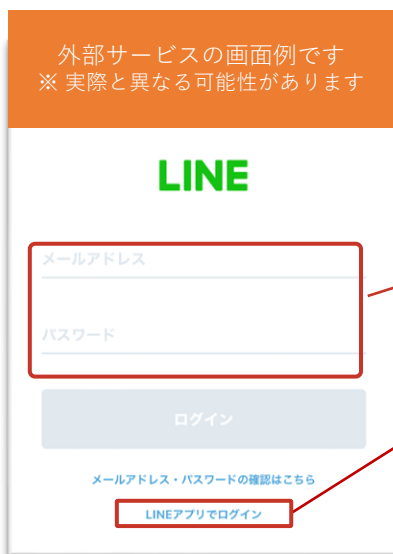 外部サービスの画面例です
※ 実際と異なる可能性があります
LINE
メールアドレス
パスワード
ログイン
メールアドレス・パスワードの確認はこちら
LINEアプリでログイン